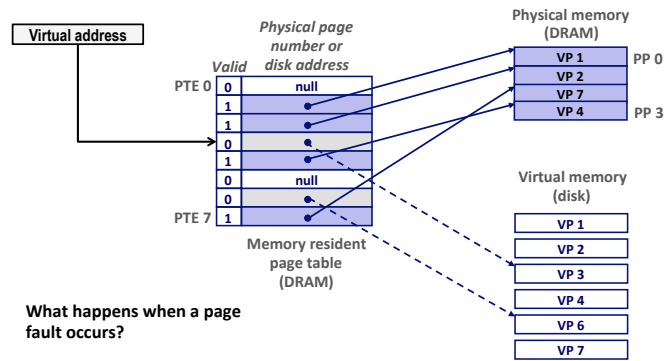 Virtual address
Physical page
number or
disk address
Valid
PTE 0
0
null
1
1
0
1
0
null
0
PTE 7
1
Memory resident
page table
(DRAM)
Physical memory
(DRAM)
VP 1
PP 0
VP 2
VP 7
VP 4
PP 3
Virtual memory
(disk)
VP 1
VP 2
VP 3
VP 4
VP 6
VP 7
What happens when a page
fault occurs?